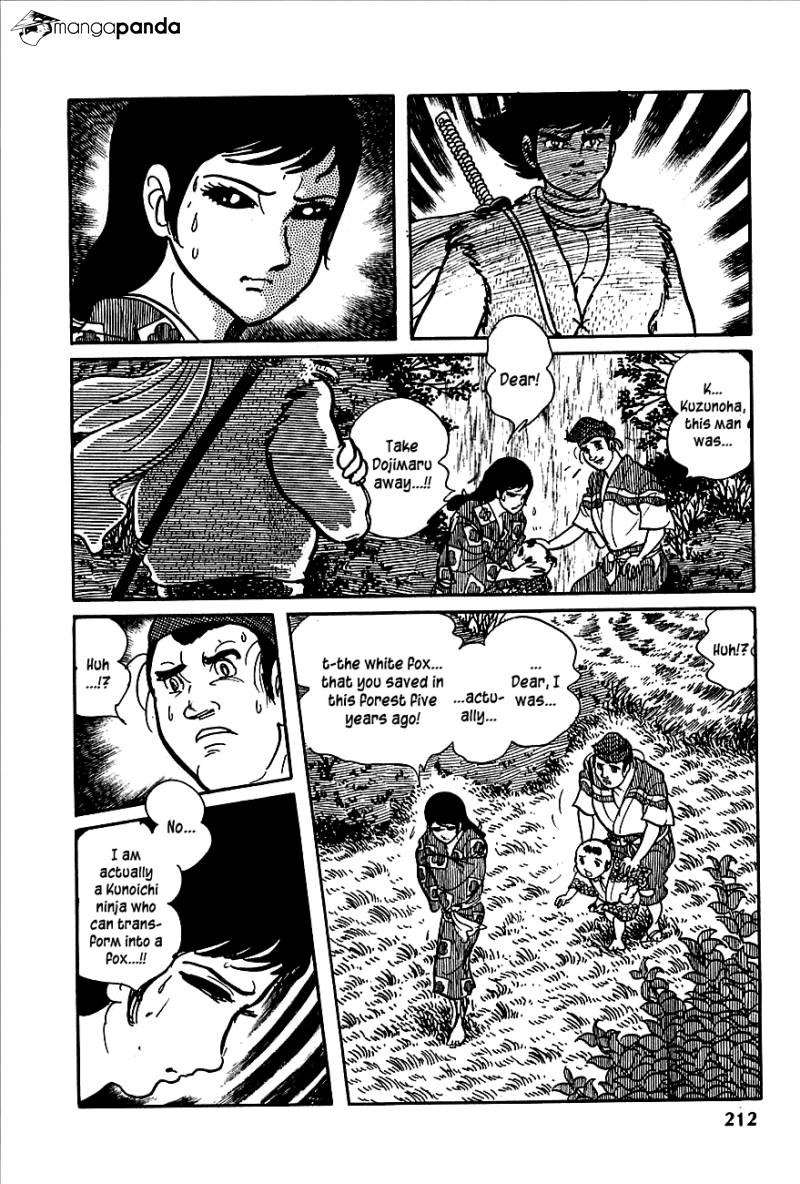 mangapanda
Dear!
Take
Dojimaru
away...!!
K...
Kuzunoha,
this man
was...
Huh
...!?
...
Dear, I
was...
...actu-
ally...
t-the white fox...
that you saved in
this forest five
years ago!
Huh!?
No...
I am
actually
a Kunoichi
ninja who
can trans-
form into a
fox...!!
212